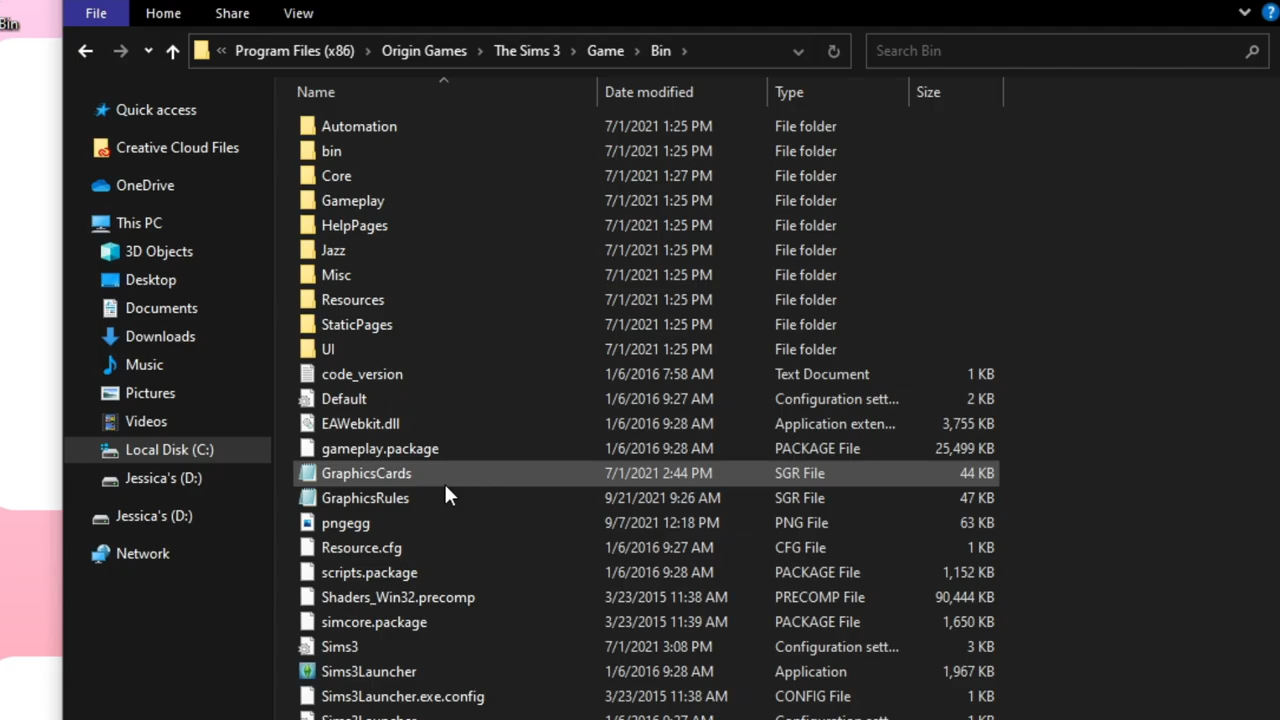 Bin
File Home Share View
« Program Files (x86) > Origin Games > The Sims 3 > Game > Bin > Search Bin
Name Date modified Type Size
Quick access
Creative Cloud Files
OneDrive
This PC
3D Objects
Desktop
Documents
Downloads
Music
Pictures
Videos
Local Disk (C:)
Jessica's (D:)
Jessica's (D:)
Network
Automation 7/1/2021 1:25 PM File folder
bin 7/1/2021 1:25 PM File folder
Core 7/1/2021 1:27 PM File folder
Gameplay 7/1/2021 1:25 PM File folder
HelpPages 7/1/2021 1:25 PM File folder
Jazz 7/1/2021 1:25 PM File folder
Misc 7/1/2021 1:25 PM File folder
Resources 7/1/2021 1:25 PM File folder
StaticPages 7/1/2021 1:25 PM File folder
UI 7/1/2021 1:25 PM File folder
code_version 1/6/2016 7:58 AM Text Document 1 KB
Default 1/6/2016 9:27 AM Configuration sett... 2 KB
EAWebkit.dll 1/6/2016 9:28 AM Application exten... 3,755 KB
gameplay.package 1/6/2016 9:28 AM PACKAGE File 25,499 KB
GraphicsCards 7/1/2021 2:44 PM SGR File 44 KB
GraphicsRules 9/21/2021 9:26 AM SGR File 47 KB
pngegg 9/7/2021 12:18 PM PNG File 63 KB
Resource.cfg 1/6/2016 9:27 AM CFG File 1 KB
scripts.package 1/6/2016 9:28 AM PACKAGE File 1,152 KB
Shaders_Win32.precomp 3/23/2015 11:38 AM PRECOMP File 90,444 KB
simcore.package 3/23/2015 11:39 AM PACKAGE File 1,650 KB
Sims3 7/1/2021 3:08 PM Configuration sett... 3 KB
Sims3Launcher 1/6/2016 9:28 AM Application 1,967 KB
Sims3Launcher.exe.config 3/23/2015 11:38 AM CONFIG File 1 KB
Sims3Launcher 1/6/2016 9:27 AM Configuration sett... 1 KB